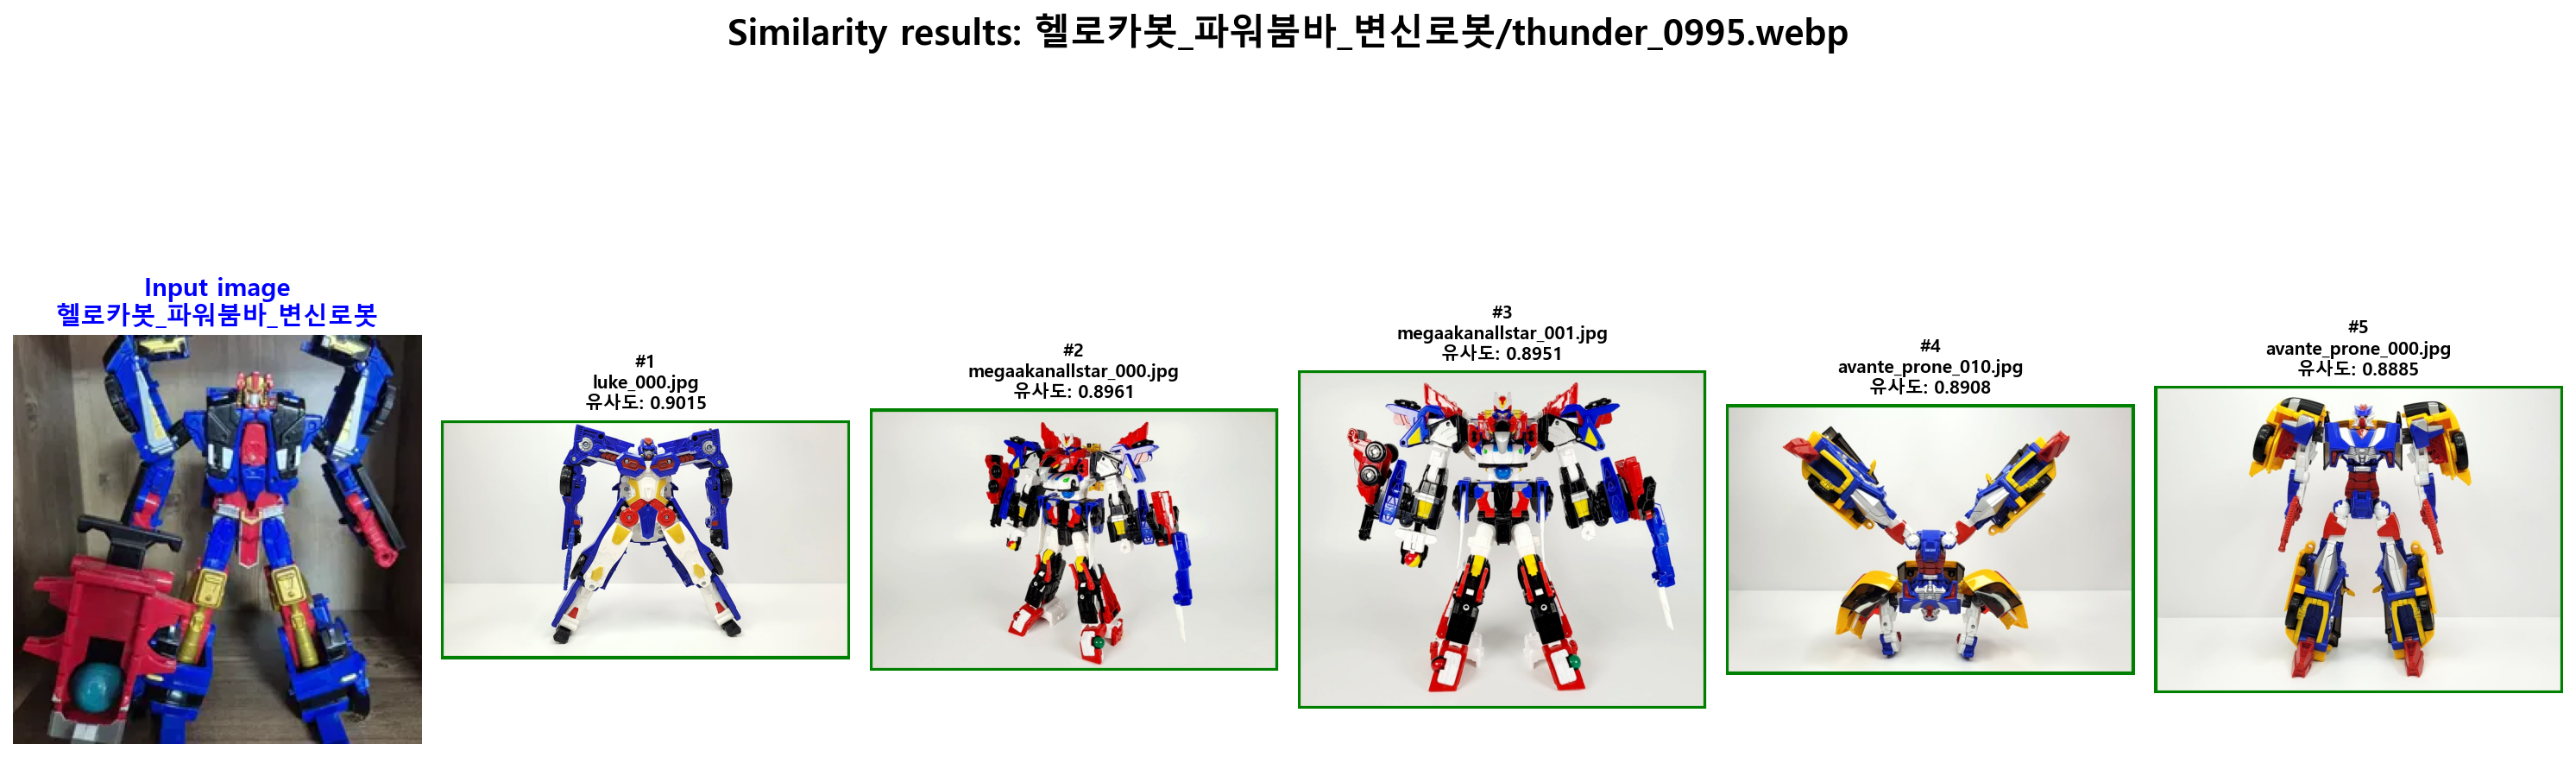 Similarity results: 헬로카봇_파워붐바_변신로봇/thunder_0995.webp
Input image
헬로카봇_파워붐바_변신로봇
#1
luke_000.jpg
유사도: 0.9015
#2
megaakanallstar_000.jpg
유사도: 0.8961
#3
megaakanallstar_001.jpg
유사도: 0.8951
#4
avante_prone_010.jpg
유사도: 0.8908
#5
avante_prone_000.jpg
유사도: 0.8885